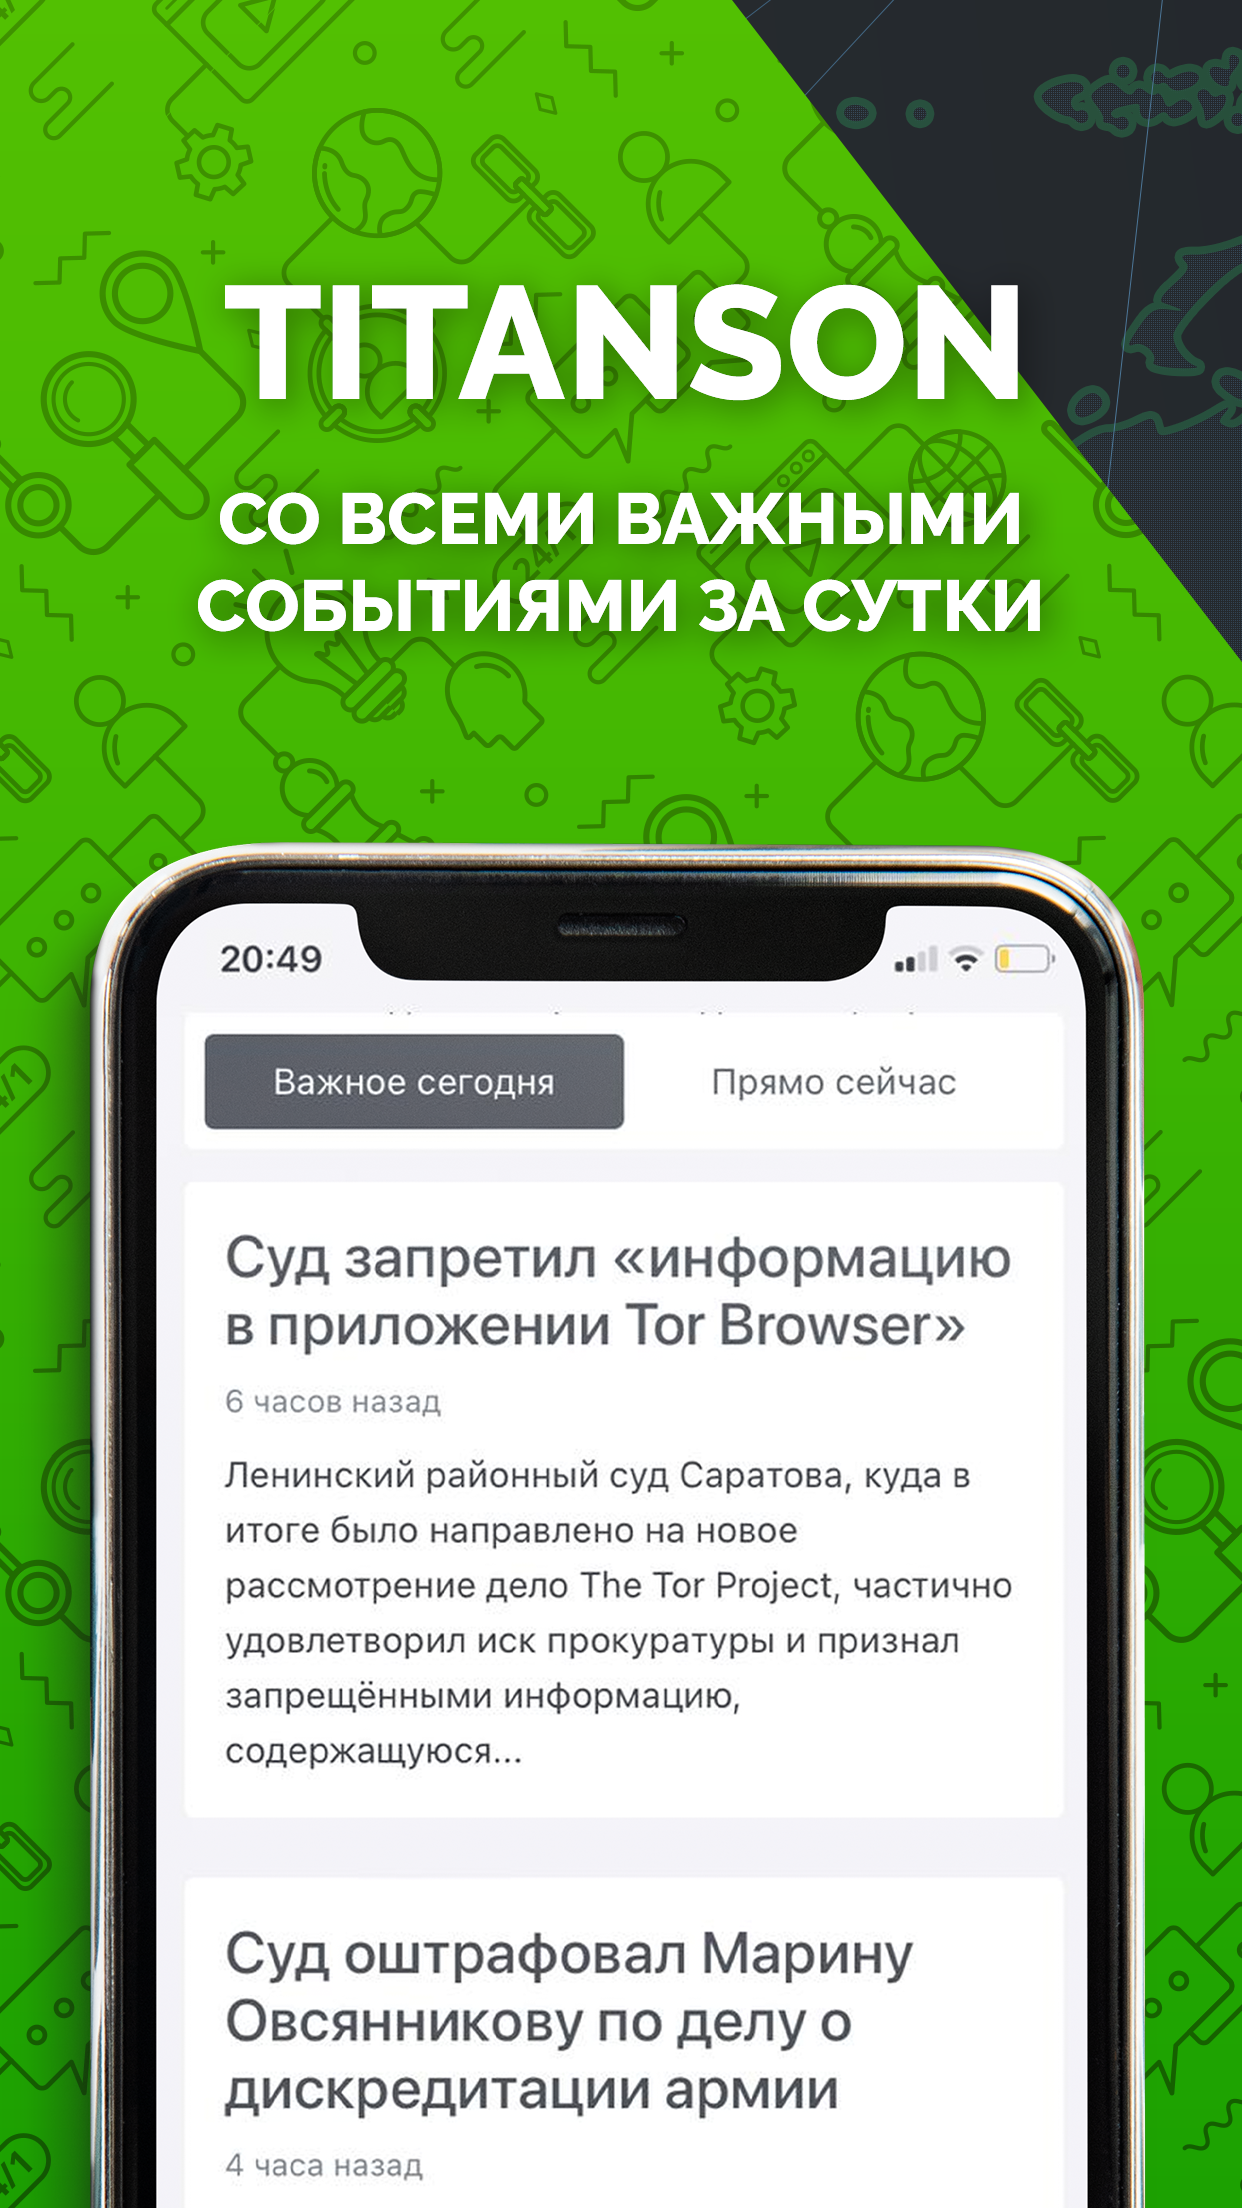 TITANSON
СО ВСЕМИ ВАЖНЫМИ
СОБЫТИЯМИ ЗА СУТКИ
24/7
20:49
Важное сегодня
Прямо сейчас
Суд запретил «информацию
в приложении Tor Browser»
6 часов назад
Ленинский районный суд Саратова, куда в
итоге было направлено на новое
рассмотрение дело The Tor Project, частично
удовлетворил иск прокуратуры и признал
запрещёнными информацию,
содержащуюся...
Суд оштрафовал Марину
Овсянникову по делу о
дискредитации армии
4 часа назад